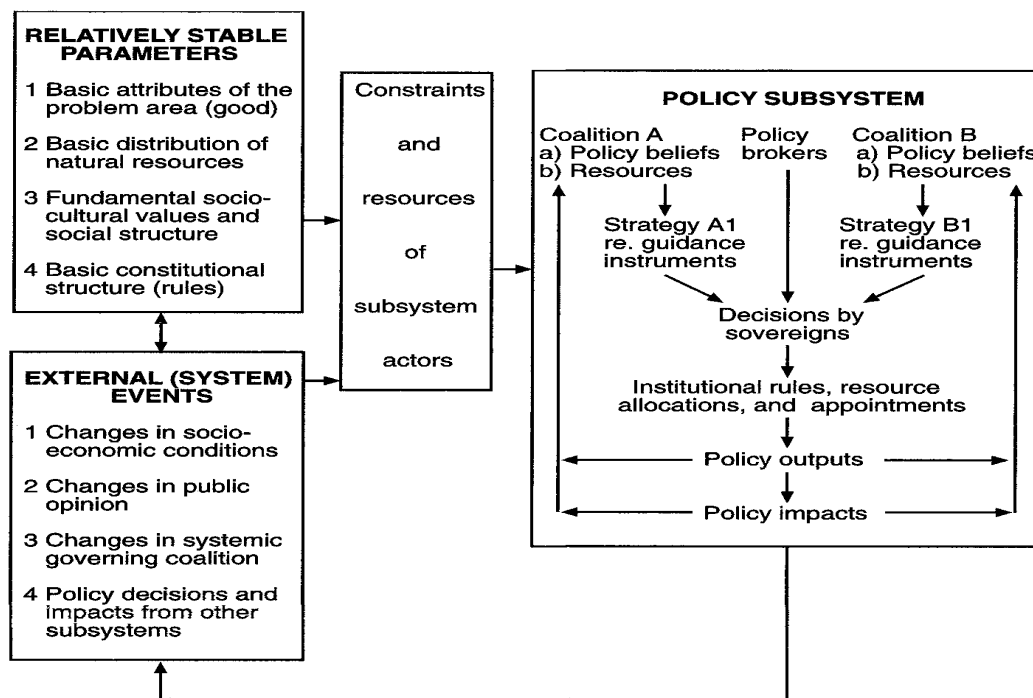 RELATIVELY STABLE
PARAMETERS
1 Basic attributes of the
problem area (good)
2 Basic distribution of
natural resources
3 Fundamental socio-
cultural values and
social structure
4 Basic constitutional
structure (rules)
EXTERNAL (SYSTEM)
EVENTS
1 Changes in socio-
economic conditions
2 Changes in public
opinion
3 Changes in systemic
governing coalition
4 Policy decisions and
impacts from other
subsystems
Constraints
and
resources
of
subsystem
actors
POLICY SUBSYSTEM
Coalition A
a) Policy beliefs
b) Resources
Policy
brokers
Coalition B
a) Policy beliefs
b) Resources
Strategy A1
re. guidance
instruments
Strategy B1
re. guidance
instruments
Decisions by
sovereigns
Institutional rules, resource
allocations, and appointments
Policy outputs
Policy impacts